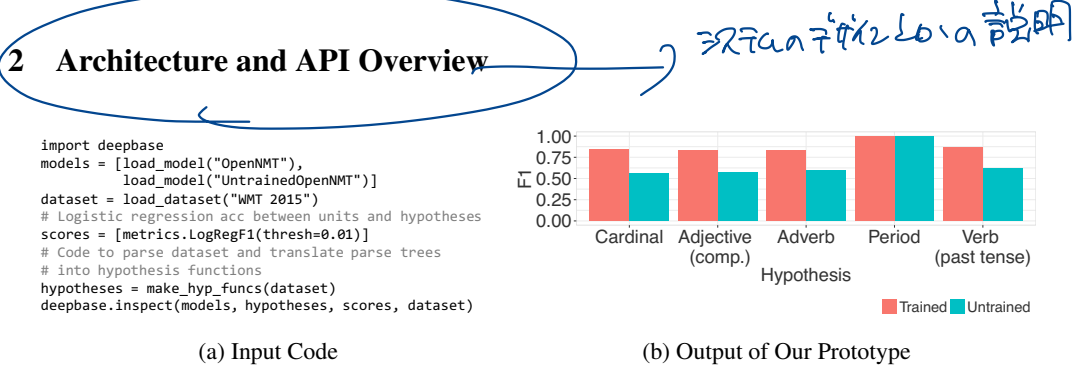 2 Architecture and API Overview
システムのデザインとかの説明
import deepbase
models = [load_model("OpenNMT"),
load_model("UntrainedOpenNMT")]
dataset = load_dataset("WMT 2015")
# Logistic regression acc between units and hypotheses
scores = [metrics.LogRegF1(thresh=0.01)]
# Code to parse dataset and translate parse trees
# into hypothesis functions
hypotheses = make_hyp_funcs(dataset)
deepbase.inspect(models, hypotheses, scores, dataset)
(a) Input Code
1.00
0.75
0.50
0.25
0.00
F1
Cardinal Adjective Adverb Period Verb
(comp.) (past tense)
Hypothesis
Trained Untrained
(b) Output of Our Prototype